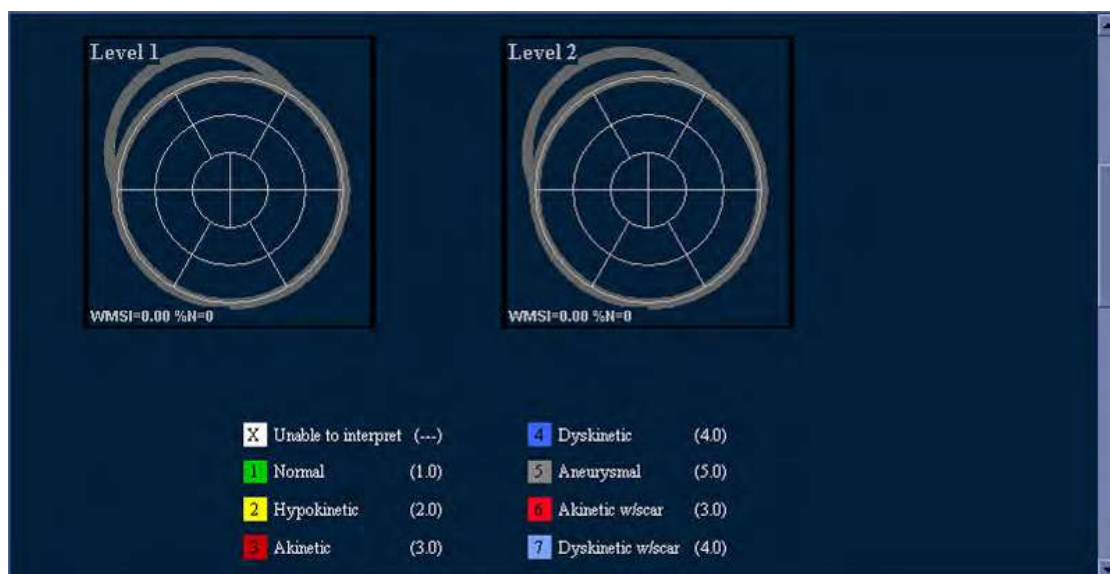 Level 1
Level 2
WMSI=0.00 %N=0
WMSI=0.00 %N=0
X Unable to interpret (---)
4 Dyskinetic (4.0)
1 Normal (1.0)
5 Aneurysmal (5.0)
2 Hypokinetic (2.0)
6 Akinetic w/scar (3.0)
3 Akinetic (3.0)
7 Dyskinetic w/scar (4.0)